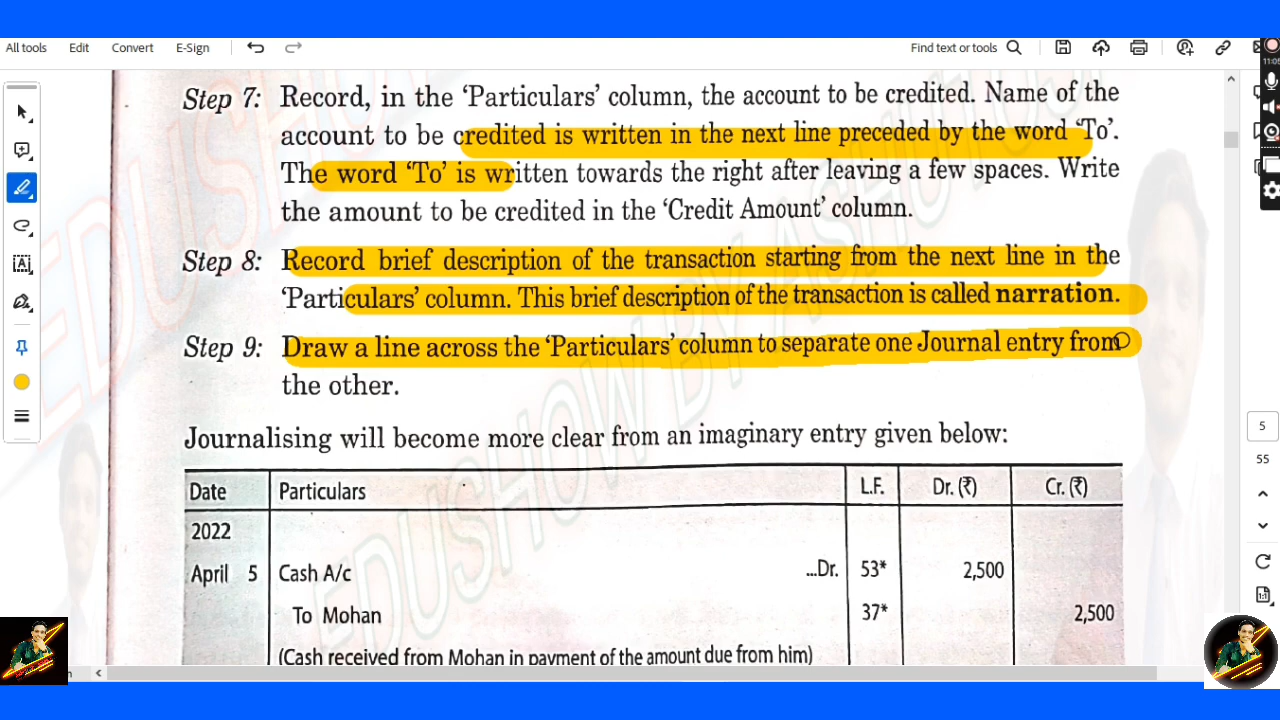 All tools Edit Convert E-Sign Find text or tools
11:05
Step 7: Record, in the ‘Particulars’ column, the account to be credited. Name of the
account to be credited is written in the next line preceded by the word ‘To’.
The word ‘To’ is written towards the right after leaving a few spaces. Write
the amount to be credited in the ‘Credit Amount’ column.
Step 8: Record brief description of the transaction starting from the next line in the
‘Particulars’ column. This brief description of the transaction is called narration.
Step 9: Draw a line across the ‘Particulars’ column to separate one Journal entry from
the other.
Journalising will become more clear from an imaginary entry given below:
Date Particulars L.F. Dr. (₹) Cr. (₹)
2022
April 5 Cash A/c ...Dr. 53* 2,500
To Mohan 37* 2,500
(Cash received from Mohan in payment of the amount due from him)
5
55
EDUSHOW BY ASHUTOSH